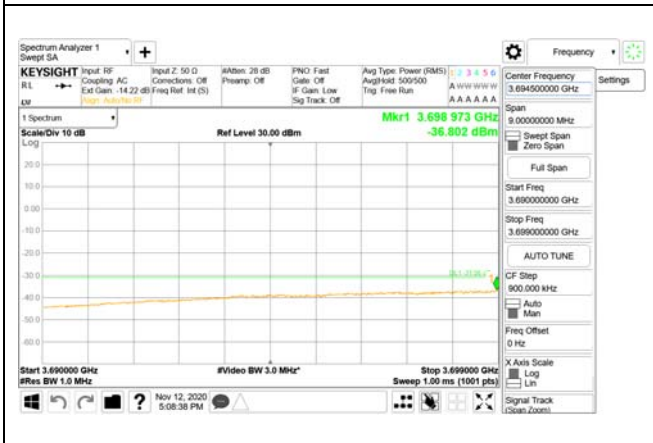 Spectrum Analyzer 1
Swept SA
+
Frequency
KEYSIGHT
Input: RF
Input Z: 50 Ω
#Atten: 28 dB
PNO: Fast
Avg Type: Power (RMS)
1 2 3 4 5 6
RL
Coupling: AC
Corrections: Off
Preamp: Off
Gate: Off
Avg|Hold: 500/500
A W W W W W
Ext Gain: -14.22 dB
Freq Ref: Int (S)
IF Gain: Low
Trig: Free Run
Align: Auto/No RF
Sig Track: Off
A A A A A A
1 Spectrum
Mkr1 3.698 973 GHz
Scale/Div 10 dB
Ref Level 30.00 dBm
-36.802 dBm
Log
20.0
10.0
0.00
-10.0
-20.0
-30.0
-40.0
-50.0
-60.0
1
Start 3.690000 GHz
#Video BW 3.0 MHz*
Stop 3.699000 GHz
#Res BW 1.0 MHz
Sweep 1.00 ms (1001 pts)
?
Nov 12, 2020
5:08:38 PM
Center Frequency
3.694500000 GHz
Settings
Span
9.00000000 MHz
Swept Span
Zero Span
Full Span
Start Freq
3.690000000 GHz
Stop Freq
3.699000000 GHz
AUTO TUNE
CF Step
900.000 kHz
Auto
Man
Freq Offset
0 Hz
X Axis Scale
Log
Lin
Signal Track
(Span Zoom)